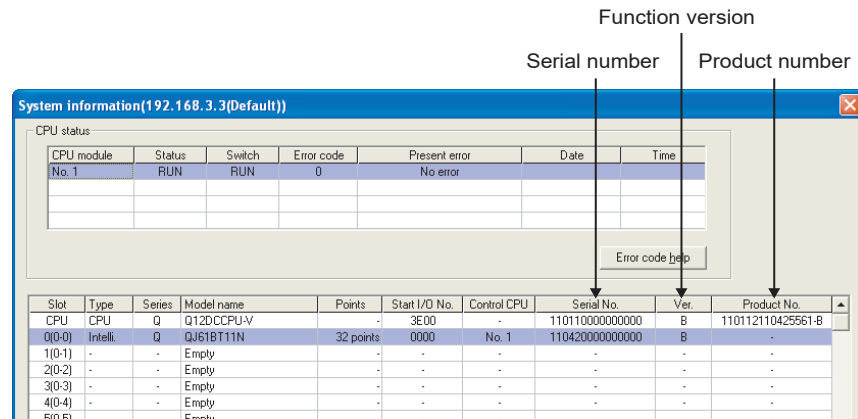 Function version
Serial number Product number
System information(192.168.3.3(Default))
CPU status
CPU module Status Switch Error code Present error Date Time
No. 1 RUN RUN 0 No error
Error code help
Slot Type Series Model name Points Start I/O No. Control CPU Serial No. Ver. Product No.
CPU CPU Q Q12DCCPU-V - 3E00 - 110110000000000 B 110112110425561-B
0(0-0) Intelli. Q QJ61BT11N 32 points 0000 No. 1 110420000000000 B -
1(0-1) - - Empty - - - - - -
2(0-2) - - Empty - - - - - -
3(0-3) - - Empty - - - - - -
4(0-4) - - Empty - - - - - -
5(0-5) Empty